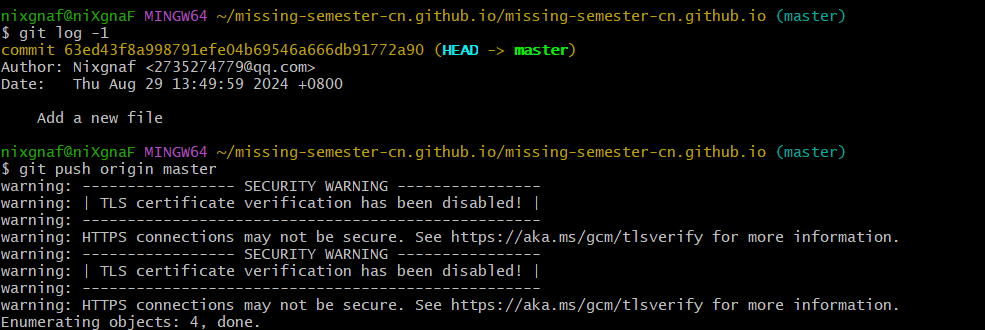 nixgnaf@niXgnaF MINGW64 ~/missing-semester-cn.github.io/missing-semester-cn.github.io (master)
$ git log -1
commit 63ed43f8a998791efe04b69546a666db91772a90 (HEAD -> master)
Author: Nixgnaf <2735274779@qq.com>
Date:   Thu Aug 29 13:49:59 2024 +0800
    Add a new file
nixgnaf@niXgnaF MINGW64 ~/missing-semester-cn.github.io/missing-semester-cn.github.io (master)
$ git push origin master
warning: ----------------- SECURITY WARNING ----------------
warning: | TLS certificate verification has been disabled! |
warning: ---------------------------------------------------
warning: HTTPS connections may not be secure. See https://aka.ms/gcm/tlsverify for more information.
warning: ----------------- SECURITY WARNING ----------------
warning: | TLS certificate verification has been disabled! |
warning: ---------------------------------------------------
warning: HTTPS connections may not be secure. See https://aka.ms/gcm/tlsverify for more information.
Enumerating objects: 4, done.